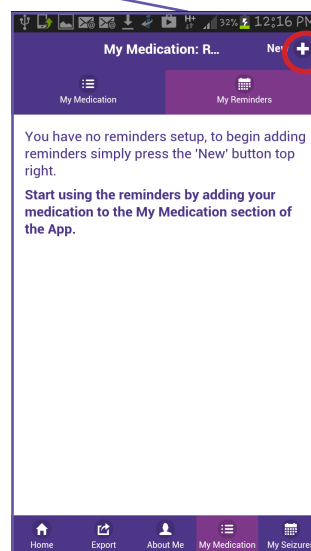 H+ 32% 12:16 PM
My Medication: R... New
My Medication My Reminders
You have no reminders setup, to begin adding
reminders simply press the 'New' button top
right.
Start using the reminders by adding your
medication to the My Medication section of
the App.
Home Export About Me My Medication My Seizures